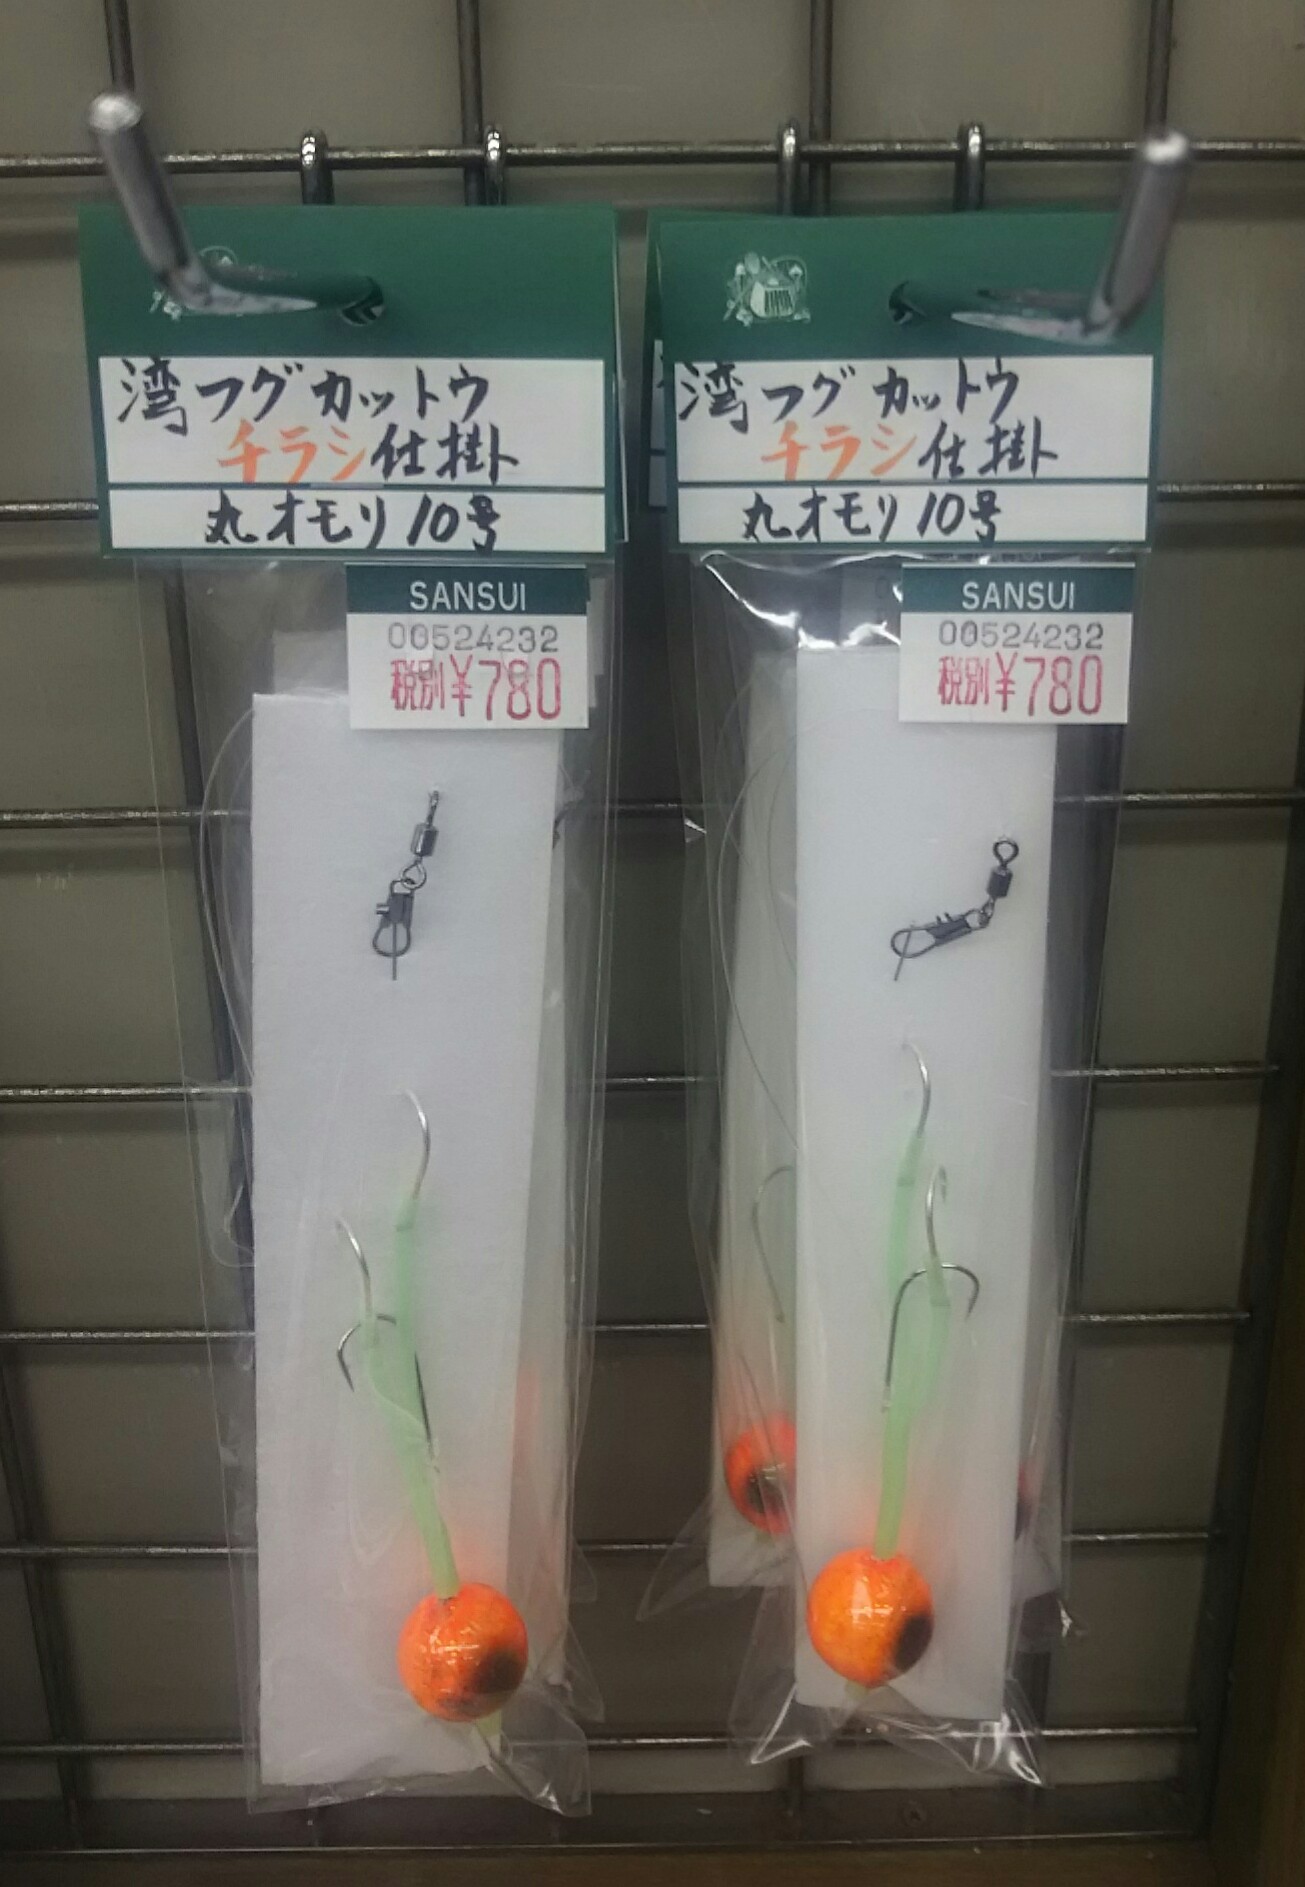 湾フグカットウ
チラシ仕掛
丸オモリ10号
SANSUI
00524232
税別¥780
湾フグカットウ
チラシ仕掛
丸オモリ10号
SANSUI
00524232
税別¥780